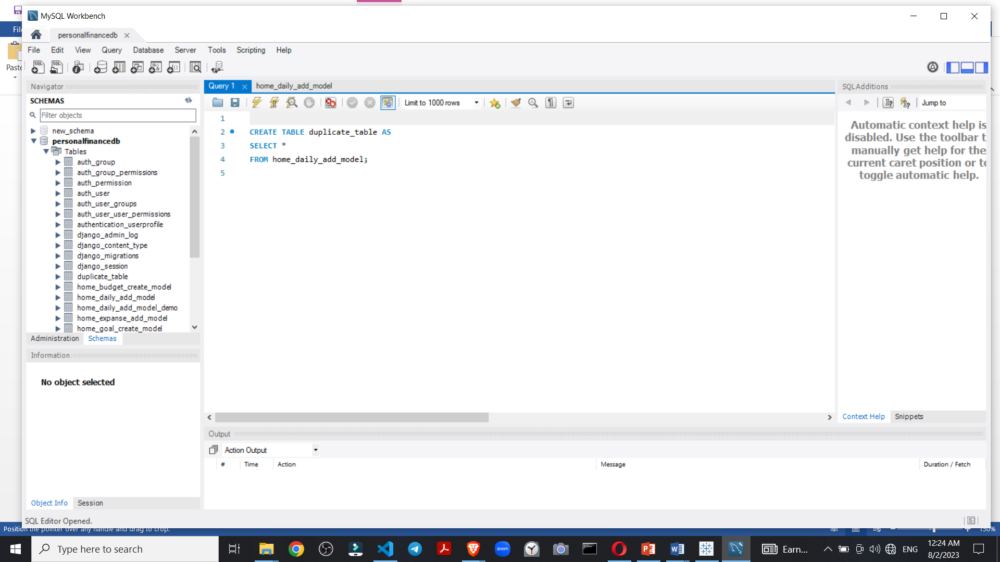 MySQL Workbench
personalfinancedb
File Edit View Query Database Server Tools Scripting Help
Paste
Navigator
SCHEMAS
Filter objects
new_schema
personalfinancedb
Tables
auth_group
auth_group_permissions
auth_permission
auth_user
auth_user_groups
auth_user_user_permissions
authentication_userprofile
django_admin_log
django_content_type
django_migrations
django_session
duplicate_table
home_budget_create_model
home_daily_add_model
home_daily_add_model_demo
home_expanse_add_model
home_goal_create_model
Administration Schemas
Information
No object selected
Object Info Session
Query 1 home_daily_add_model
Limit to 1000 rows
1
2 CREATE TABLE duplicate_table AS
3 SELECT *
4 FROM home_daily_add_model;
5
SQLAdditions
Jump to
Automatic context help is
disabled. Use the toolbar t
manually get help for the
current caret position or to
toggle automatic help.
Context Help Snippets
Output
Action Output
# Time Action Message Duration / Fetch
SQL Editor Opened.
Position the pointer over any handle and drag to crop.
130%
Type here to search
zoom
Earn...
ENG
12:24 AM
8/2/2023